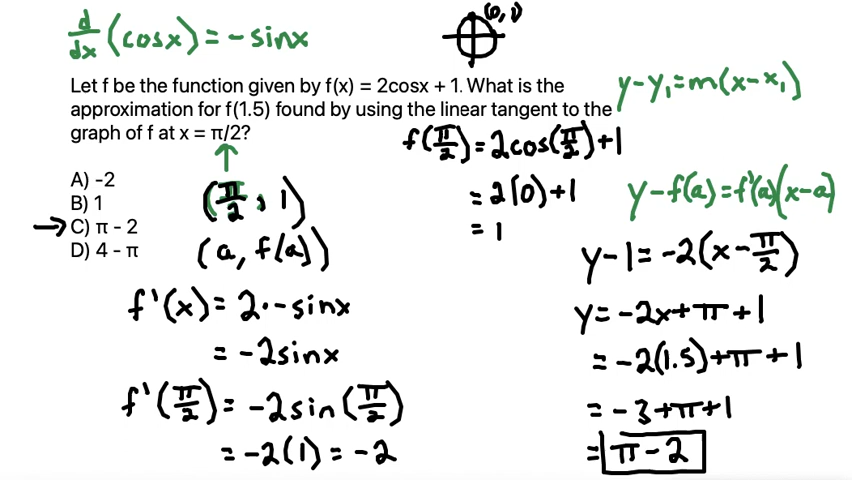 d/dx (cosx) = -sinx
(0, 1)
Let f be the function given by f(x) = 2cosx + 1. What is the
approximation for f(1.5) found by using the linear tangent to the
graph of f at x = π/2?
A) -2
B) 1
C) π - 2
D) 4 - π
(π/2, 1)
(a, f(a))
f'(x) = 2·-sinx
= -2sinx
f'(π/2) = -2sin(π/2)
= -2(1) = -2
f(π/2) = 2cos(π/2)+1
= 2(0)+1
= 1
y-y₁=m(x-x₁)
y-f(a)=f'(a)(x-a)
y-1=-2(x-π/2)
y=-2x+π+1
=-2(1.5)+π+1
=-3+π+1
=π-2